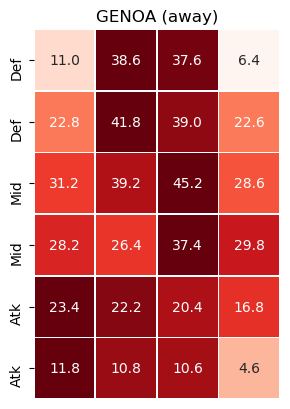 GENOA (away)
Def 11.0 38.6 37.6 6.4
Def 22.8 41.8 39.0 22.6
Mid 31.2 39.2 45.2 28.6
Mid 28.2 26.4 37.4 29.8
Atk 23.4 22.2 20.4 16.8
Atk 11.8 10.8 10.6 4.6